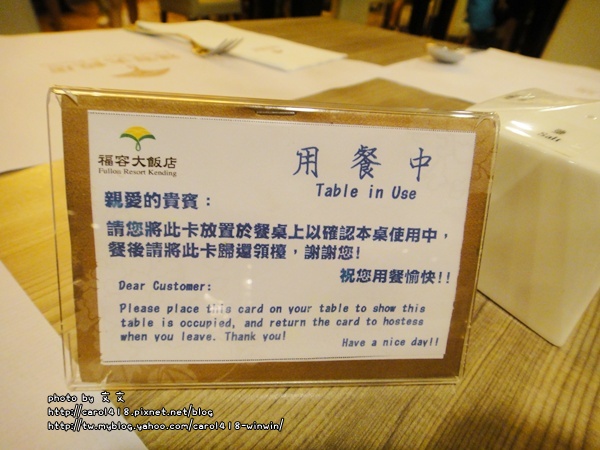 福容大飯店
Fullon Resort Kending
用餐中
Table in Use
親愛的貴賓：
請您將此卡放置於餐桌上以確認本桌使用中，
餐後請將此卡歸還領檯，謝謝您!
祝您用餐愉快!!
Dear Customer:
Please place this card on your table to show this
table is occupied, and return the card to hostess
when you leave. Thank you!
Have a nice day!!
Salt
photo by 文文
http://carol418.pixnet.net/blog
http://tw.myblog.yahoo.com/carol418-winwin/